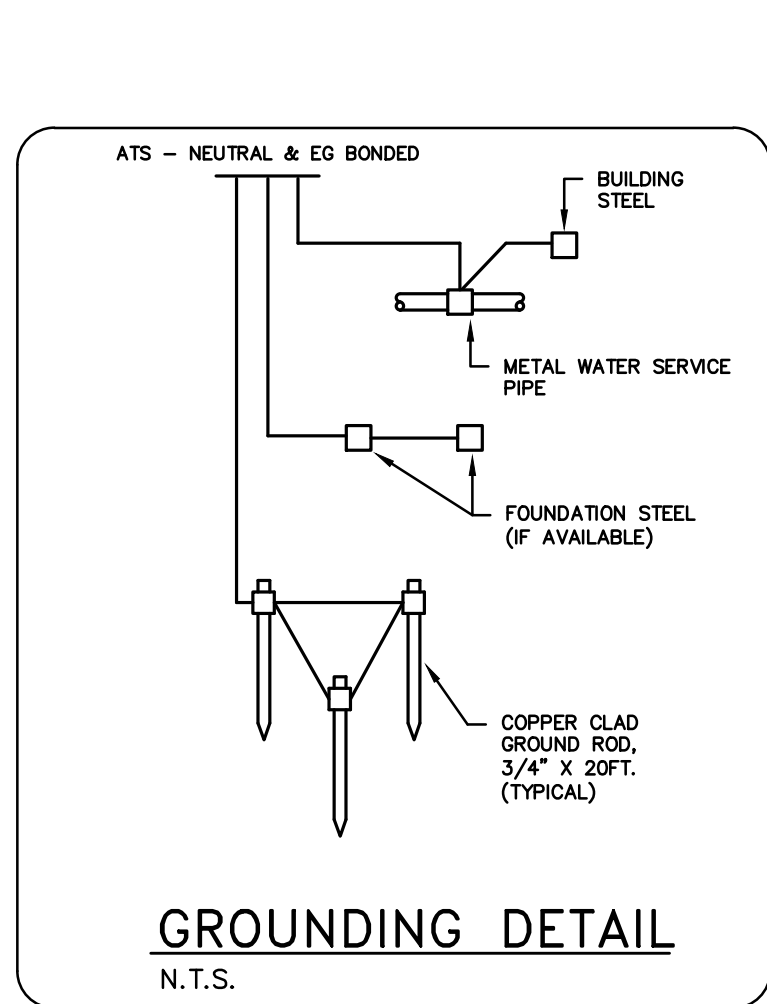 ATS – NEUTRAL & EG BONDED
BUILDING
STEEL
METAL WATER SERVICE
PIPE
FOUNDATION STEEL
(IF AVAILABLE)
COPPER CLAD
GROUND ROD,
3/4" X 20FT.
(TYPICAL)
GROUNDING DETAIL
N.T.S.